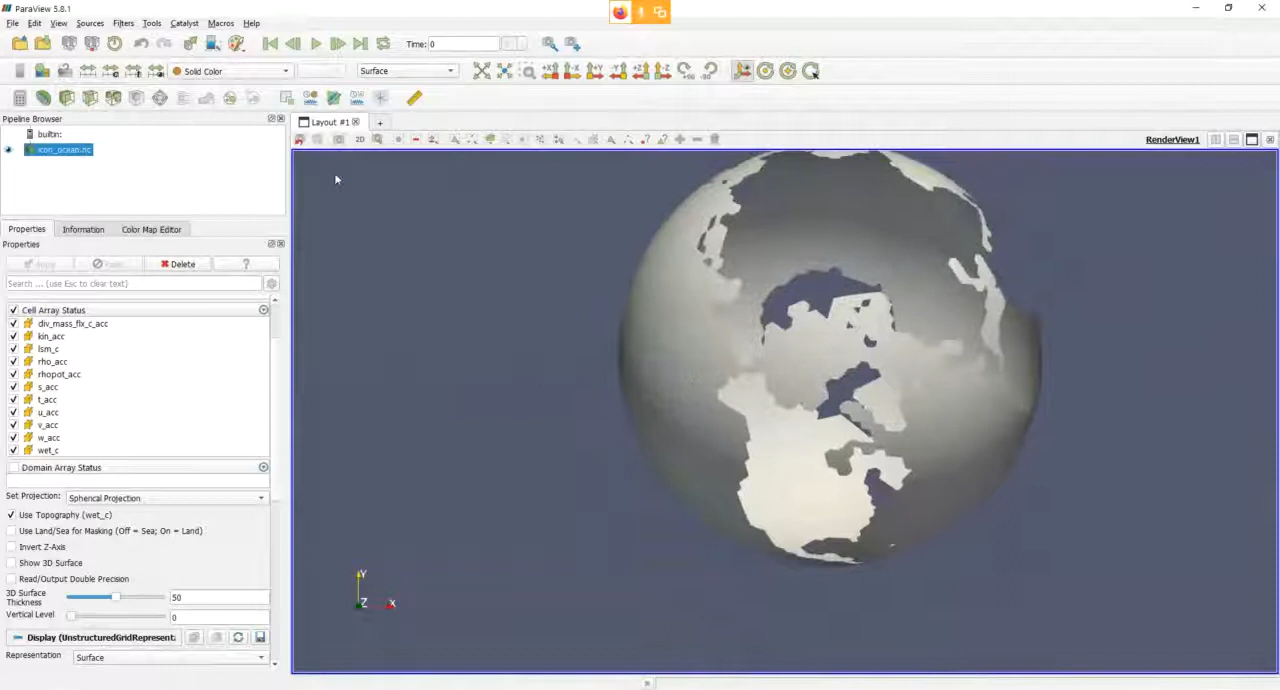 ParaView 5.8.1
File Edit View Sources Filters Tools Catalyst Macros Help
Time: 0
Solid Color
Surface
+X -X +Y -Y +Z -Z +90 -90
Pipeline Browser
builtin:
icon_ocean.nc
Layout #1
+
2D
RenderView1
Properties Information Color Map Editor
Properties
Delete
?
Search ... (use Esc to clear text)
Cell Array Status
div_mass_flx_c_acc
kin_acc
lsm_c
rho_acc
rhopot_acc
s_acc
t_acc
u_acc
v_acc
w_acc
wet_c
Domain Array Status
Set Projection: Spherical Projection
Use Topography (wet_c)
Use Land/Sea for Masking (Off = Sea; On = Land)
Invert Z-Axis
Show 3D Surface
Read/Output Double Precision
3D Surface
Thickness
50
Vertical Level
0
Display (UnstructuredGridRepresent.
Representation Surface
Y
Z X